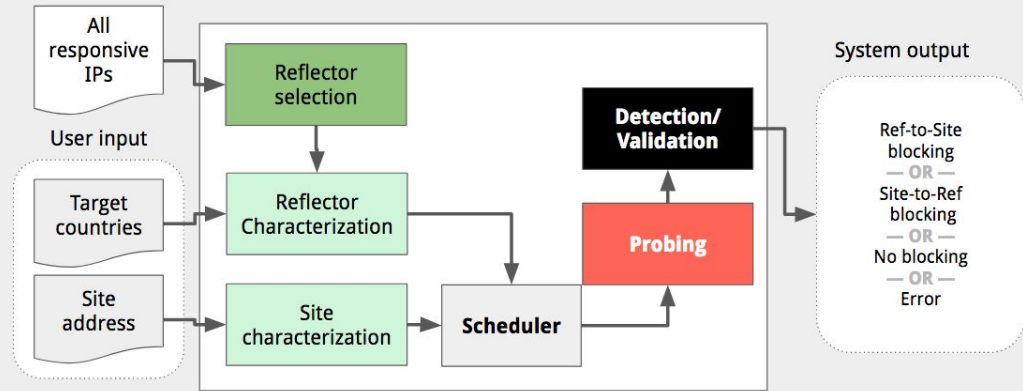 All
responsive
IPs
User input
Target
countries
Site
address
Reflector
selection
Reflector
Characterization
Site
characterization
Scheduler
Detection/
Validation
Probing
System output
Ref-to-Site
blocking
— OR —
Site-to-Ref
blocking
— OR —
No blocking
— OR —
Error